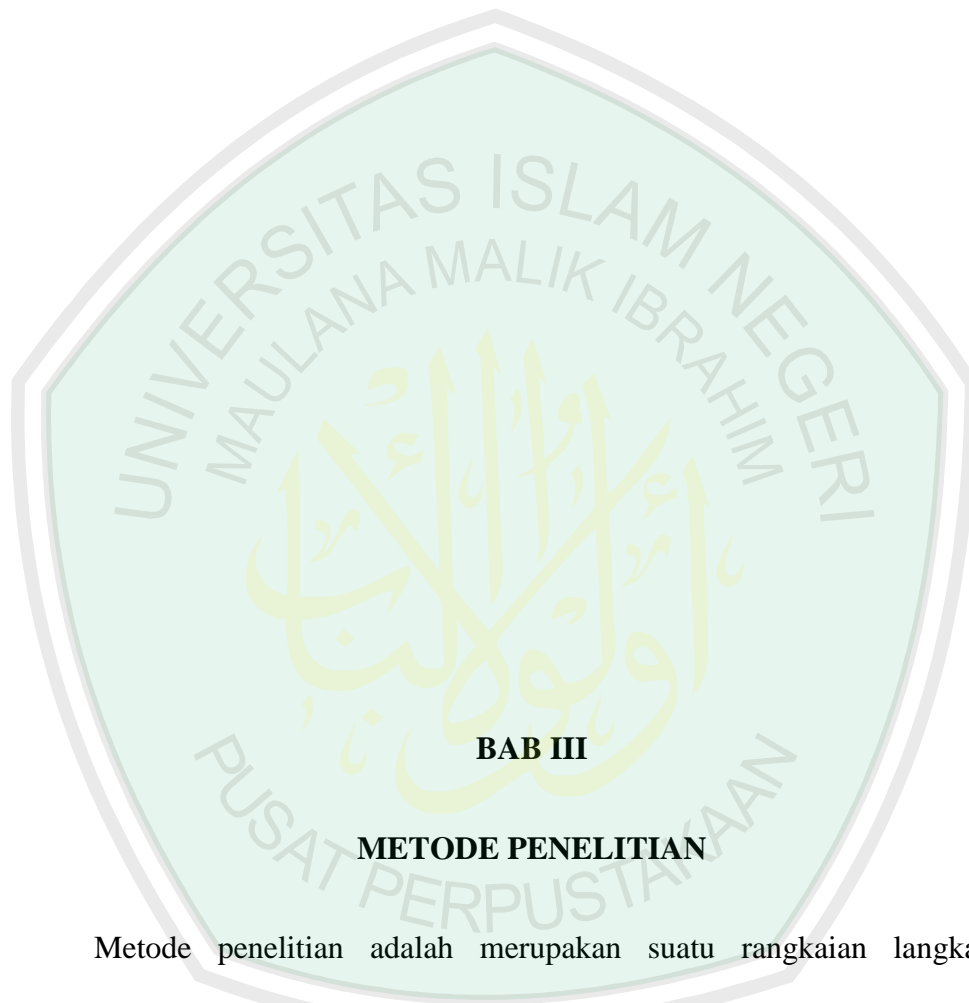 UNIVERSITAS ISLAM NEGERI
MAULANA MALIK IBRAHIM
BAB III
PUSAT PERPUSTAKAAN
METODE PENELITIAN
Metode penelitian adalah merupakan suatu rangkaian